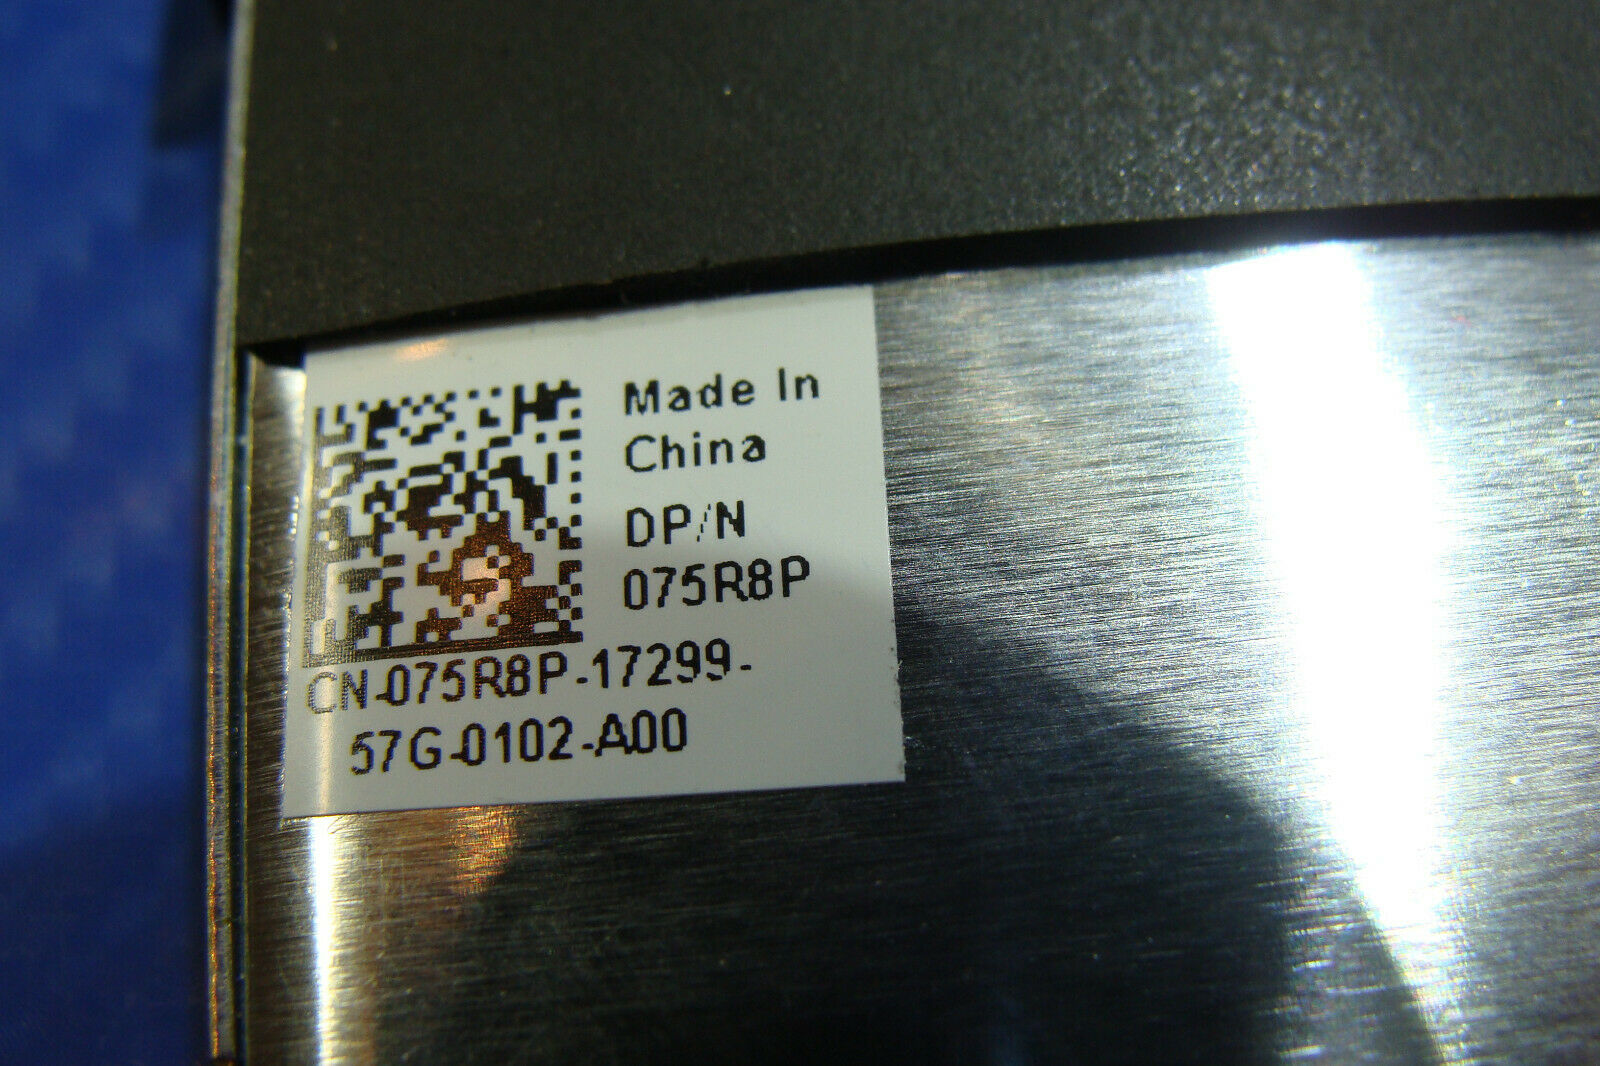 Made In
China
DP/N
075R8P
CN-075R8P-17299-
57G-0102-A00